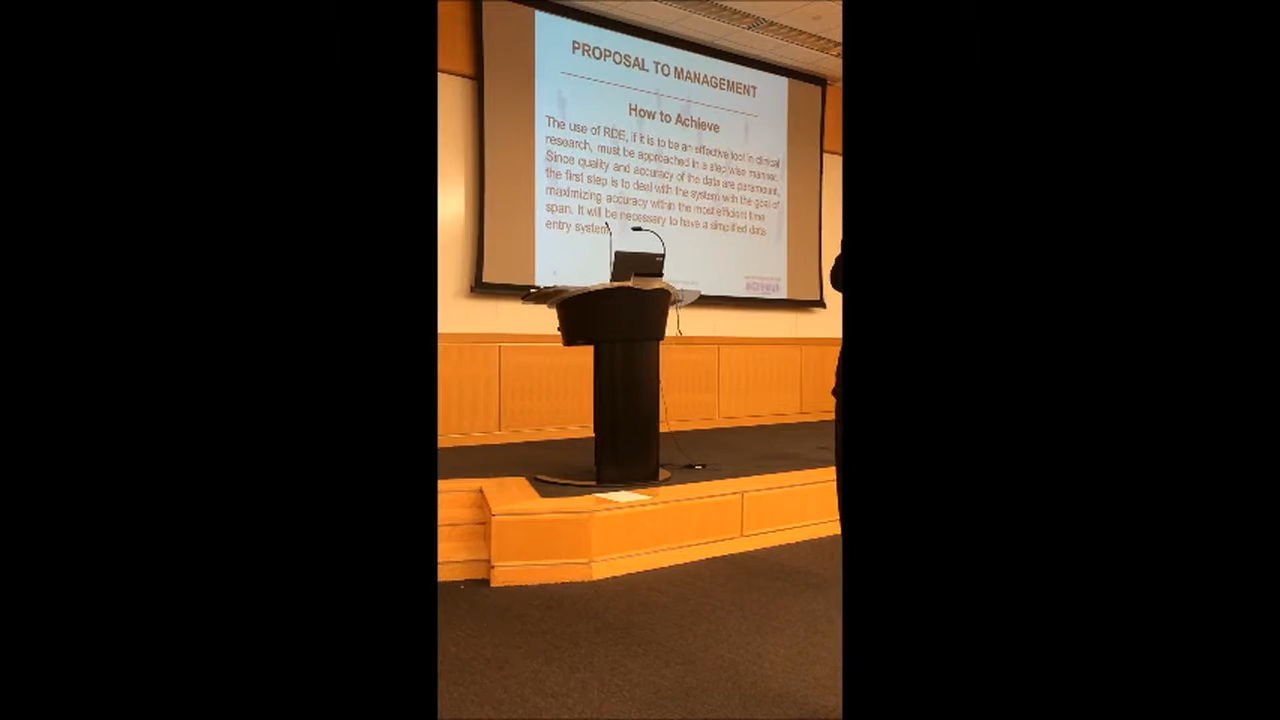 PROPOSAL TO MANAGEMENT
How to Achieve
The use of RDE, if it is to be an effective tool in clinical
research, must be approached in a step wise manner.
Since quality and accuracy of the data are paramount,
the first step is to deal with the system with the goal of
maximizing accuracy within the most efficient time
span. It will be necessary to have a simplified data
entry system